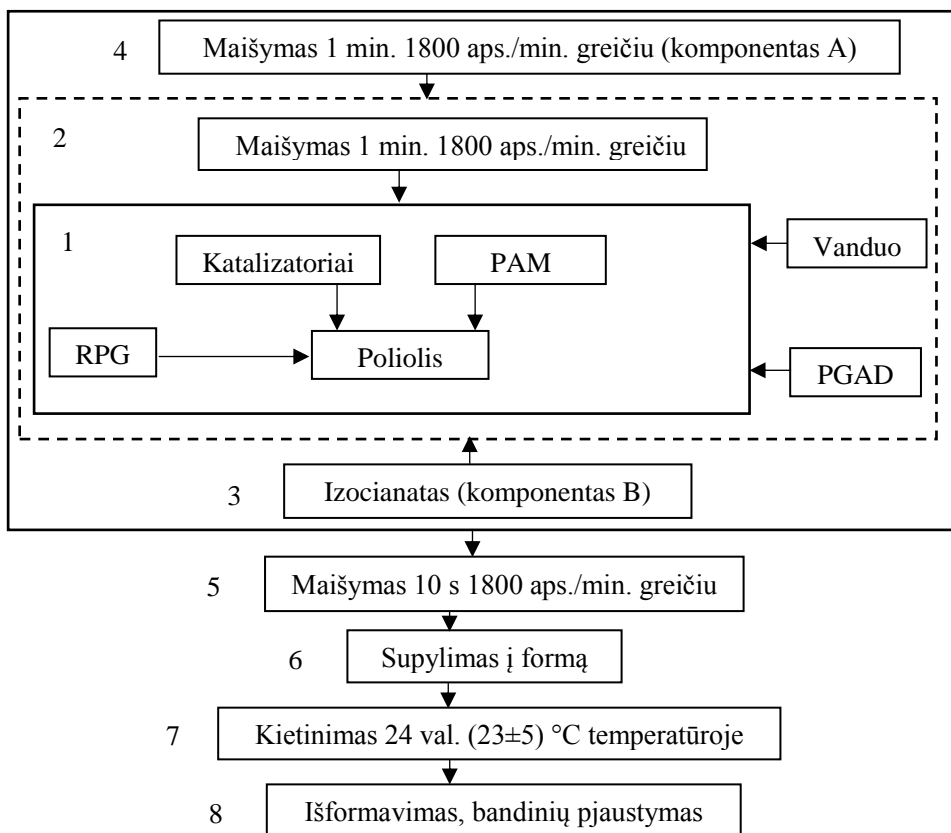 4
Maišymas 1 min. 1800 aps./min. greičiu (komponentas A)
2
Maišymas 1 min. 1800 aps./min. greičiu
1
Katalizatoriai
PAM
Vanduo
RPG
Poliolis
PGAD
3
Izocianatas (komponentas B)
5
Maišymas 10 s 1800 aps./min. greičiu
6
Supylimas į formą
7
Kietinimas 24 val. (23±5) °C temperatūroje
8
Išformavimas, bandinių pjaustymas